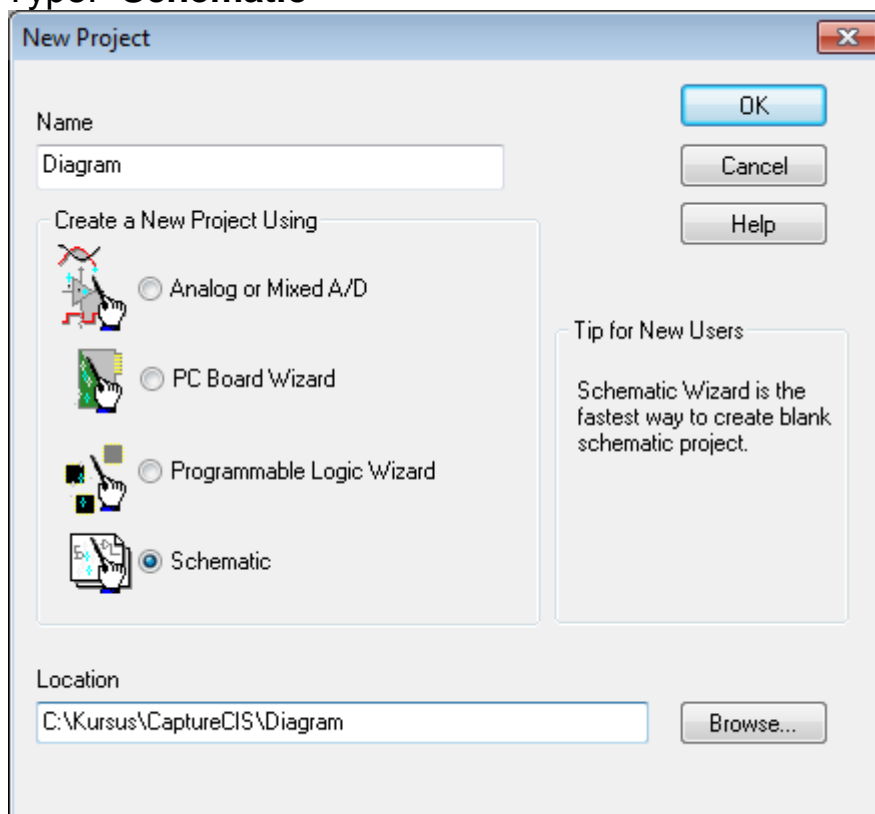 Type: Schematic
New Project
OK
Name
Diagram
Cancel
Create a New Project Using
Help
Analog or Mixed A/D
Tip for New Users
PC Board Wizard
Schematic Wizard is the
fastest way to create blank
schematic project.
Programmable Logic Wizard
Schematic
Location
C:\Kursus\CaptureCIS\Diagram
Browse...